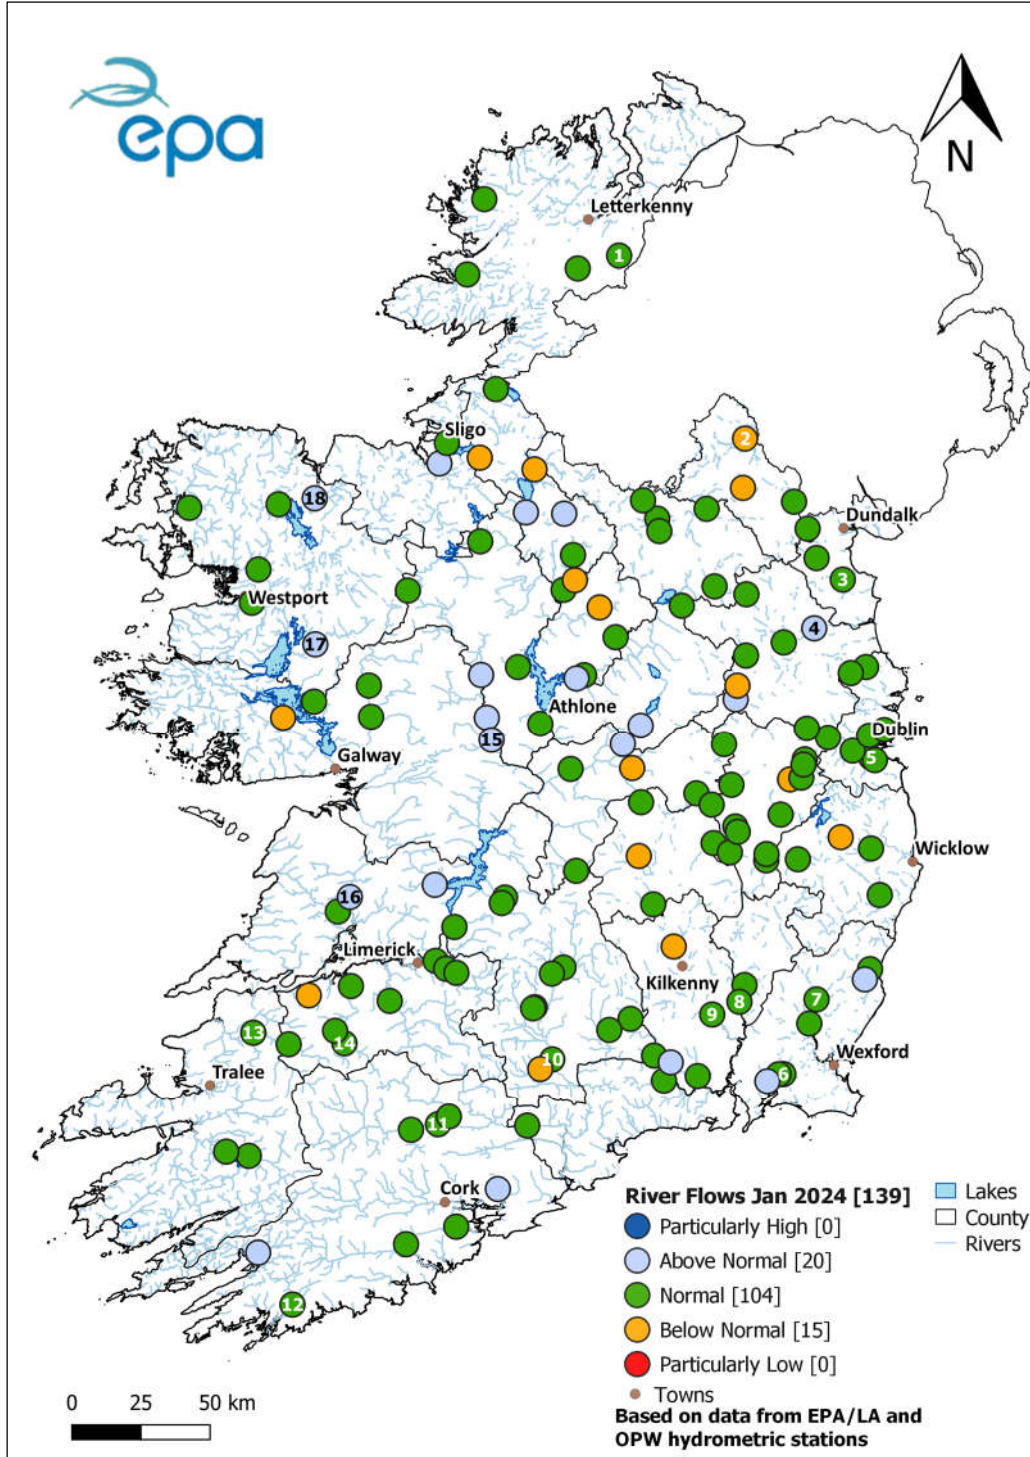 epa
N
Letterkenny
1
Sligo
2
18
Dundalk
3
Westport
4
17
Athlone
15
Dublin
5
Galway
Wicklow
16
Limerick
Kilkenny
7
8
9
13
14
10
Wexford
6
Tralee
11
Cork
12
River Flows Jan 2024 [139]
Particularly High [0]
Above Normal [20]
Normal [104]
Below Normal [15]
Particularly Low [0]
Towns
Lakes
County
Rivers
0 25 50 km
Based on data from EPA/LA and
OPW hydrometric stations